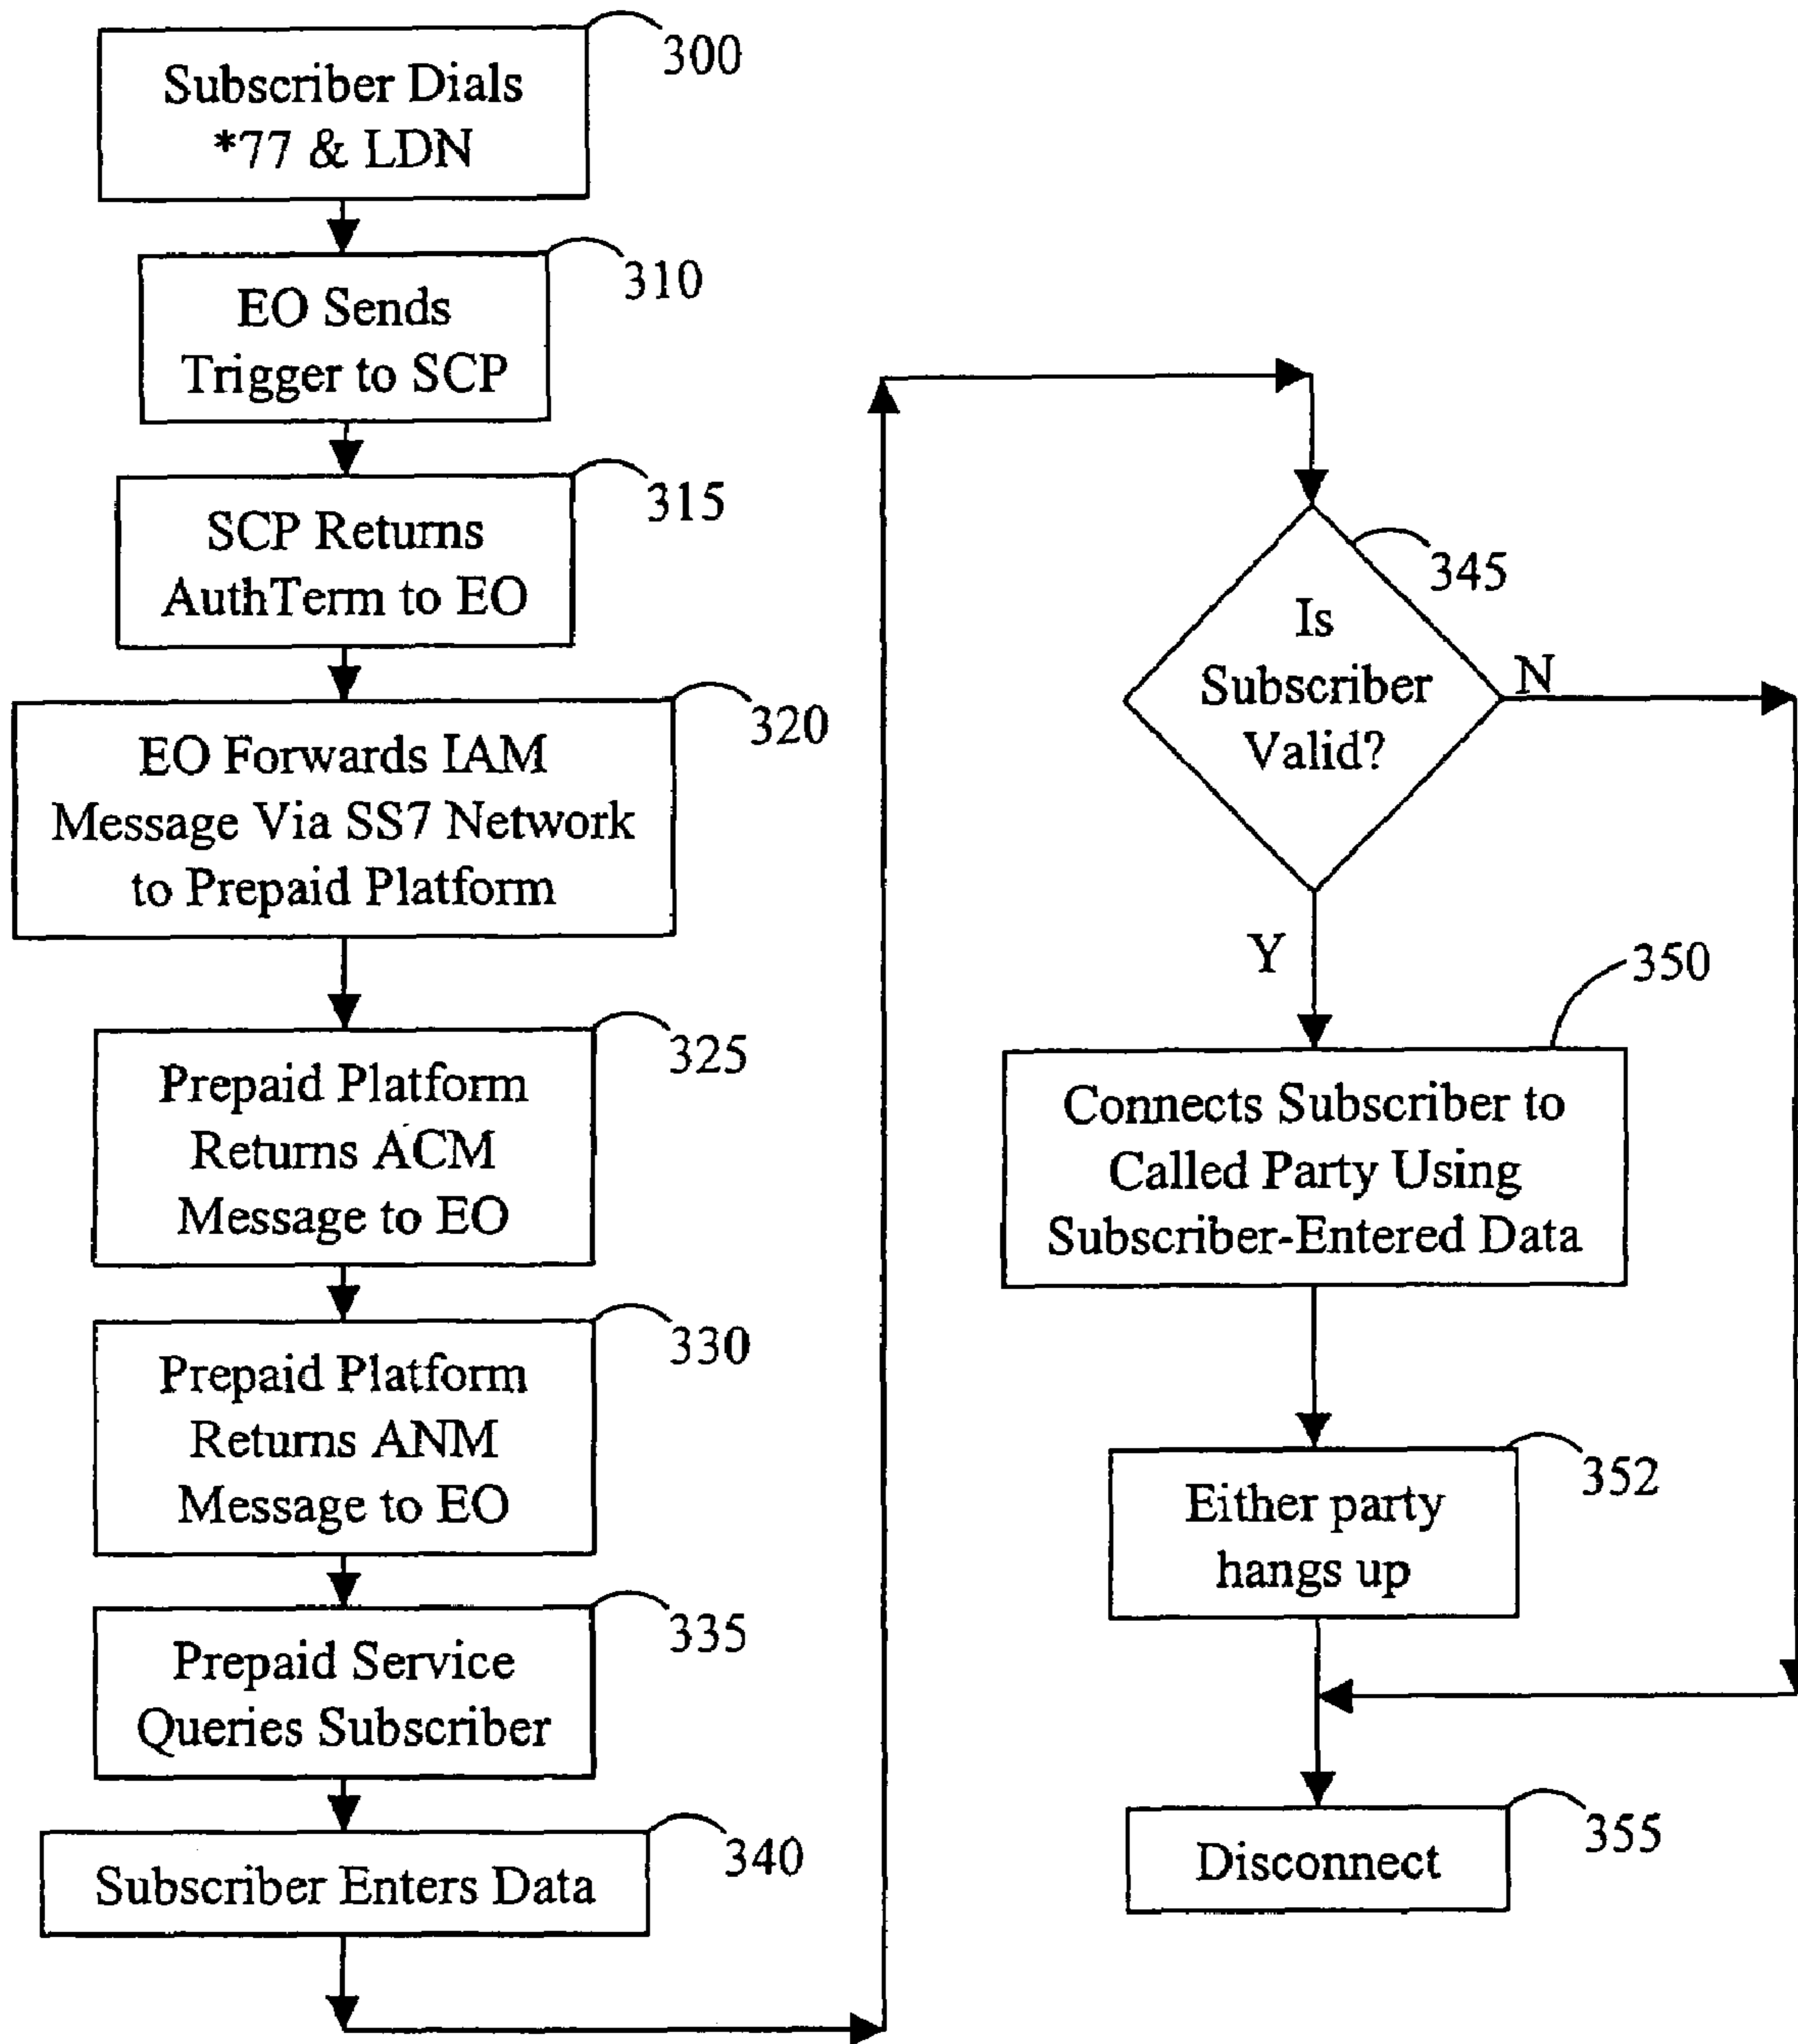 300
Subscriber Dials
*77 & LDN
310
EO Sends
Trigger to SCP
315
SCP Returns
AuthTerm to EO
320
EO Forwards IAM
Message Via SS7 Network
to Prepaid Platform
325
Prepaid Platform
Returns ACM
Message to EO
330
Prepaid Platform
Returns ANM
Message to EO
335
Prepaid Service
Queries Subscriber
340
Subscriber Enters Data
345
Is
Subscriber
Valid?
N
Y
350
Connects Subscriber to
Called Party Using
Subscriber-Entered Data
352
Either party
hangs up
355
Disconnect